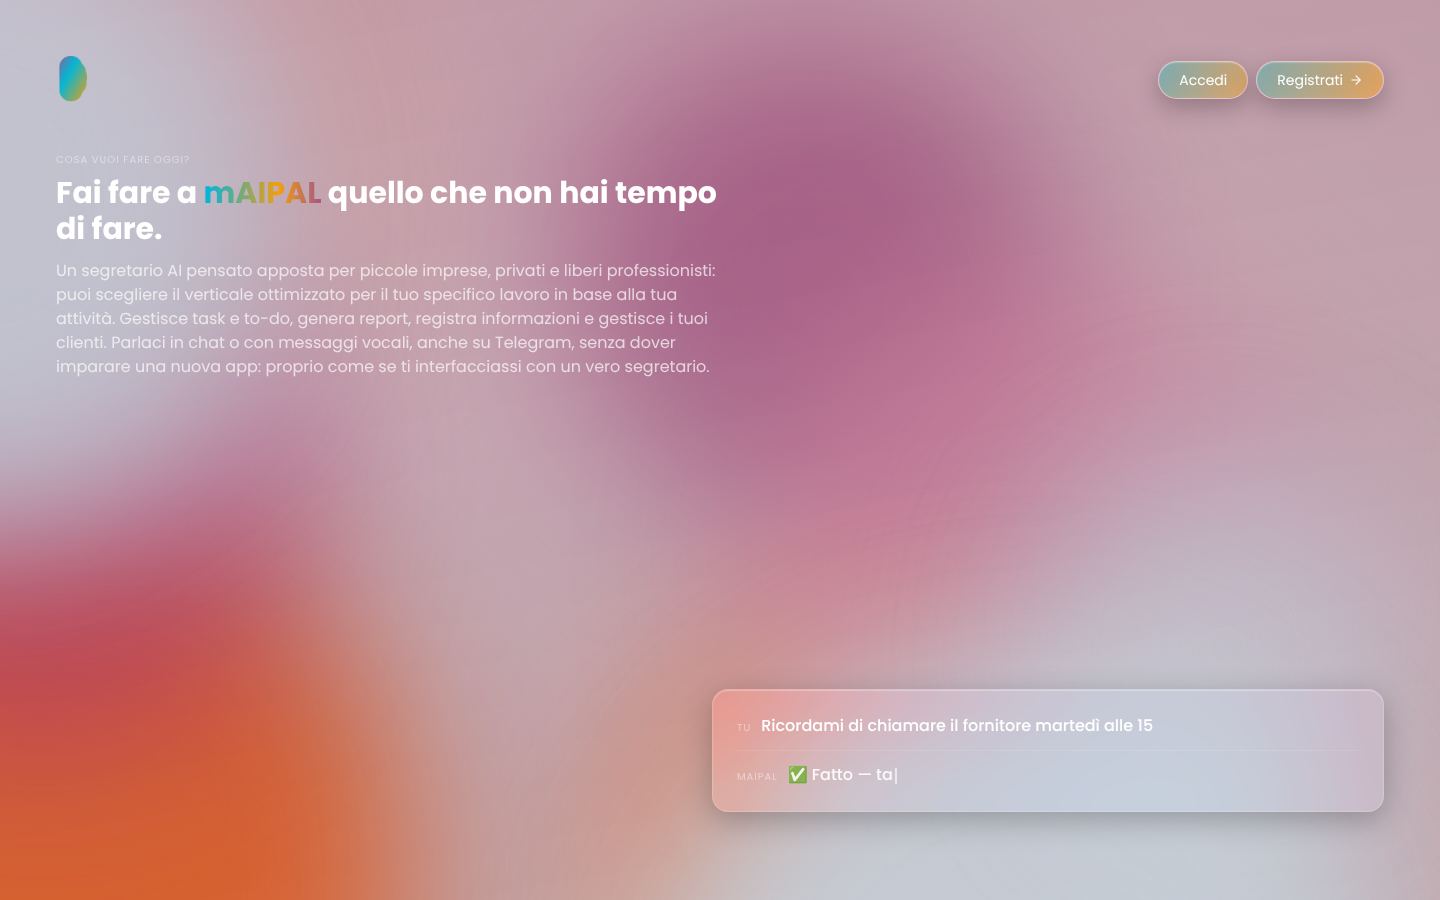 Accedi
Registrati →
COSA VUOI FARE OGGI?
Fai fare a mAIPAL quello che non hai tempo
di fare.
Un segretario AI pensato apposta per piccole imprese, privati e liberi professionisti:
puoi scegliere il verticale ottimizzato per il tuo specifico lavoro in base alla tua
attività. Gestisce task e to-do, genera report, registra informazioni e gestisce i tuoi
clienti. Parlaci in chat o con messaggi vocali, anche su Telegram, senza dover
imparare una nuova app: proprio come se ti interfacciassi con un vero segretario.
TU Ricordami di chiamare il fornitore martedì alle 15
MAIPAL ✅ Fatto — ta|